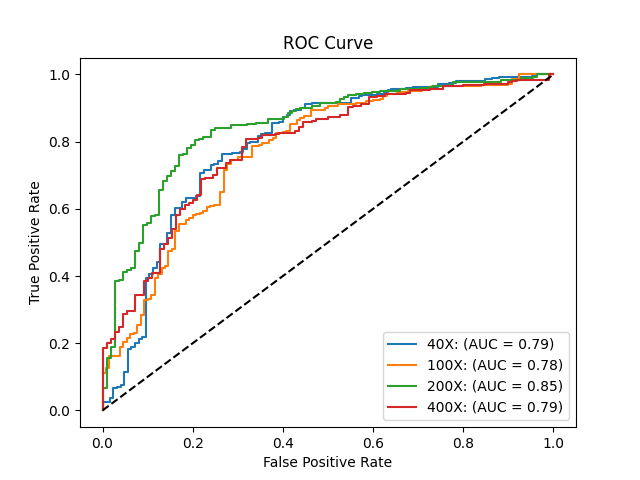 ROC Curve
1.0
0.8
0.6
0.4
0.2
0.0
True Positive Rate
0.0 0.2 0.4 0.6 0.8 1.0
False Positive Rate
40X: (AUC = 0.79)
100X: (AUC = 0.78)
200X: (AUC = 0.85)
400X: (AUC = 0.79)